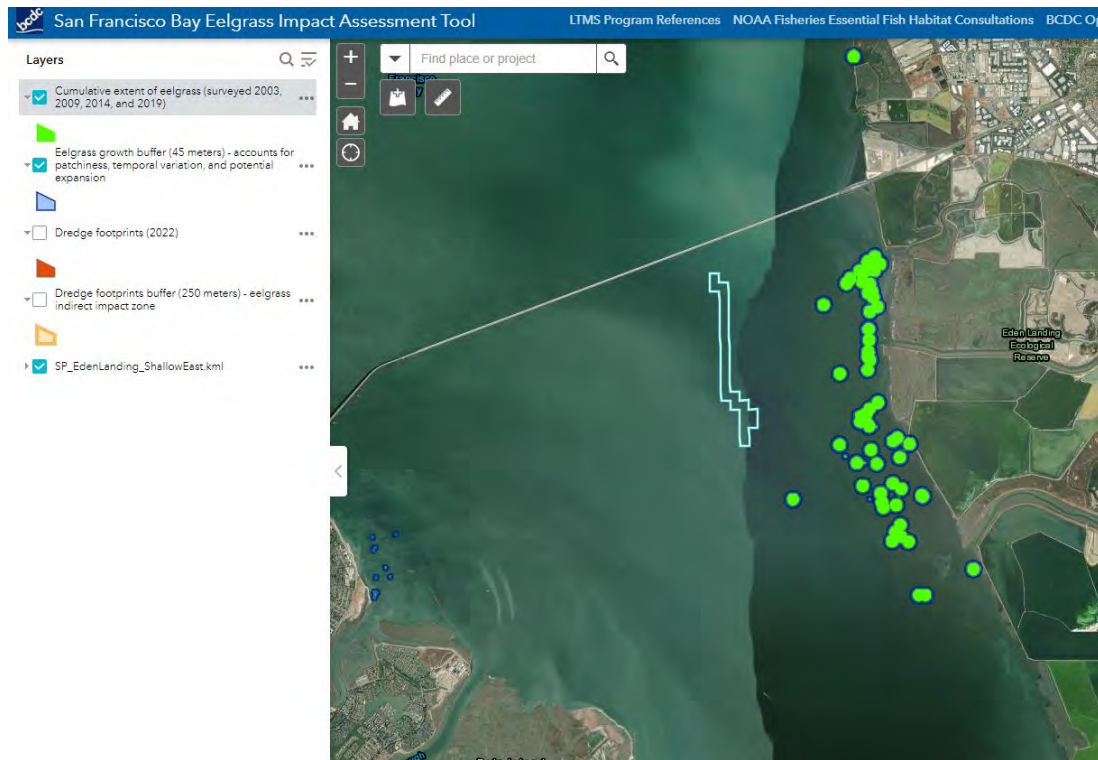 bcdc
San Francisco Bay Eelgrass Impact Assessment Tool
LTMS Program References NOAA Fisheries Essential Fish Habitat Consultations BCDC Op
Layers
Find place or project
Cumulative extent of eelgrass (surveyed 2003,
2009, 2014, and 2019)
Eelgrass growth buffer (45 meters) - accounts for
patchiness, temporal variation, and potential
expansion
Dredge footprints (2022)
Dredge footprints buffer (250 meters) - eelgrass
indirect impact zone
SP_EdenLanding_ShallowEast.kml
Eden Landing
Ecological
Reserve